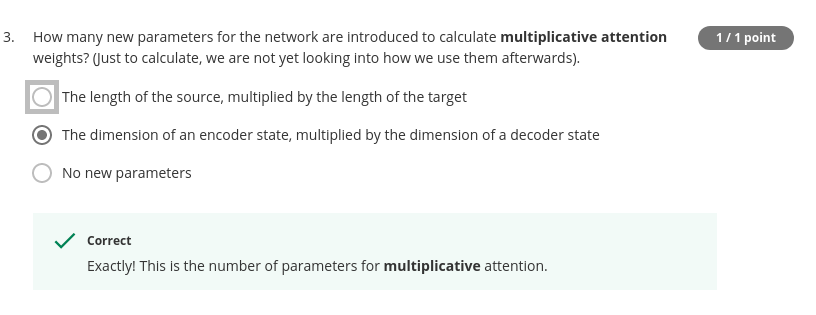 3. How many new parameters for the network are introduced to calculate multiplicative attention 1 / 1 point
weights? (Just to calculate, we are not yet looking into how we use them afterwards).
The length of the source, multiplied by the length of the target
The dimension of an encoder state, multiplied by the dimension of a decoder state
No new parameters
Correct
Exactly! This is the number of parameters for multiplicative attention.